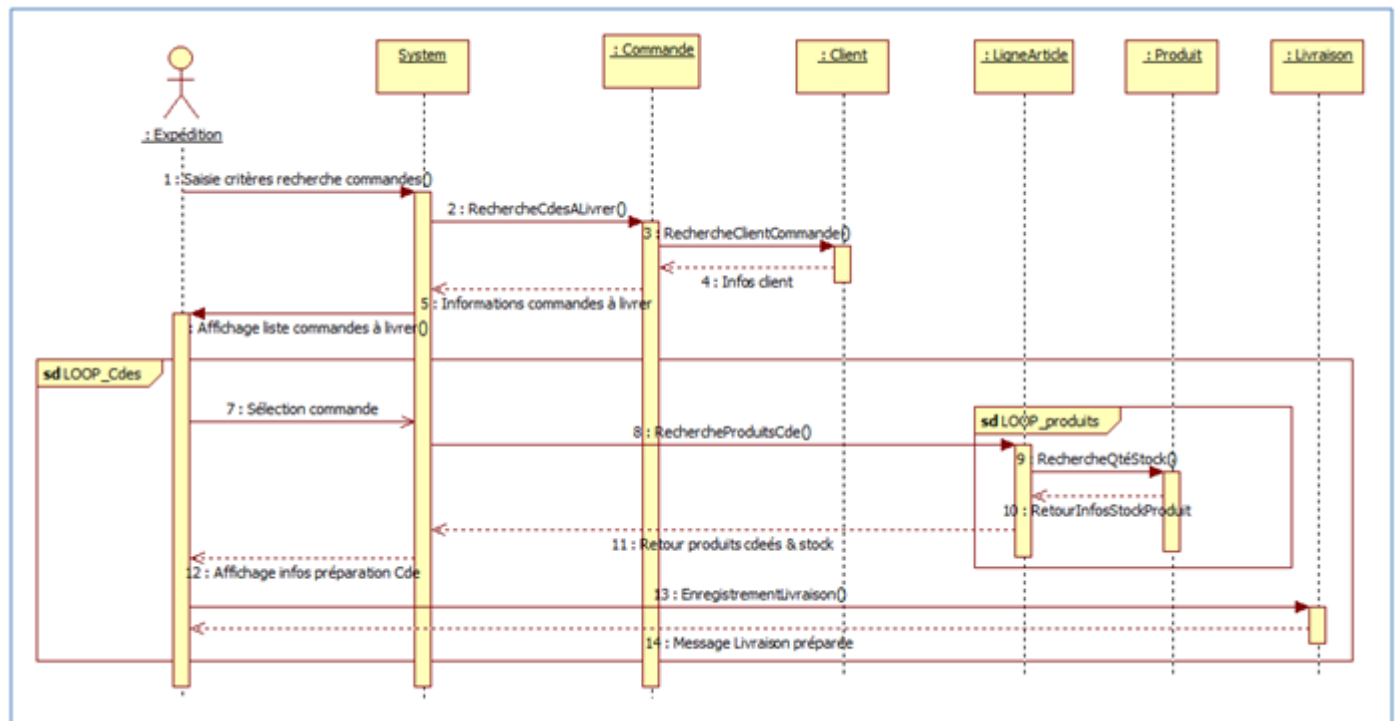 System
: Commande
: Client
: LigneArticle
: Produit
: Livraison
: Expédition
1 : Saisie critères recherche commandes()
2 : RechercheCdesALivrer()
3 : RechercheClientCommande()
4 : Infos client
5 : Informations commandes à livrer
: Affichage liste commandes à livrer()
sd LOOP_Cdes
7 : Sélection commande
sd LOOP_produits
8 : RechercheProduitsCde()
9 : RechercheQtéStock()
10 : RetourInfosStockProduit
11 : Retour produits cdeés & stock
12 : Affichage infos préparation Cde
13 : EnregistrementLivraison()
14 : Message Livraison préparée